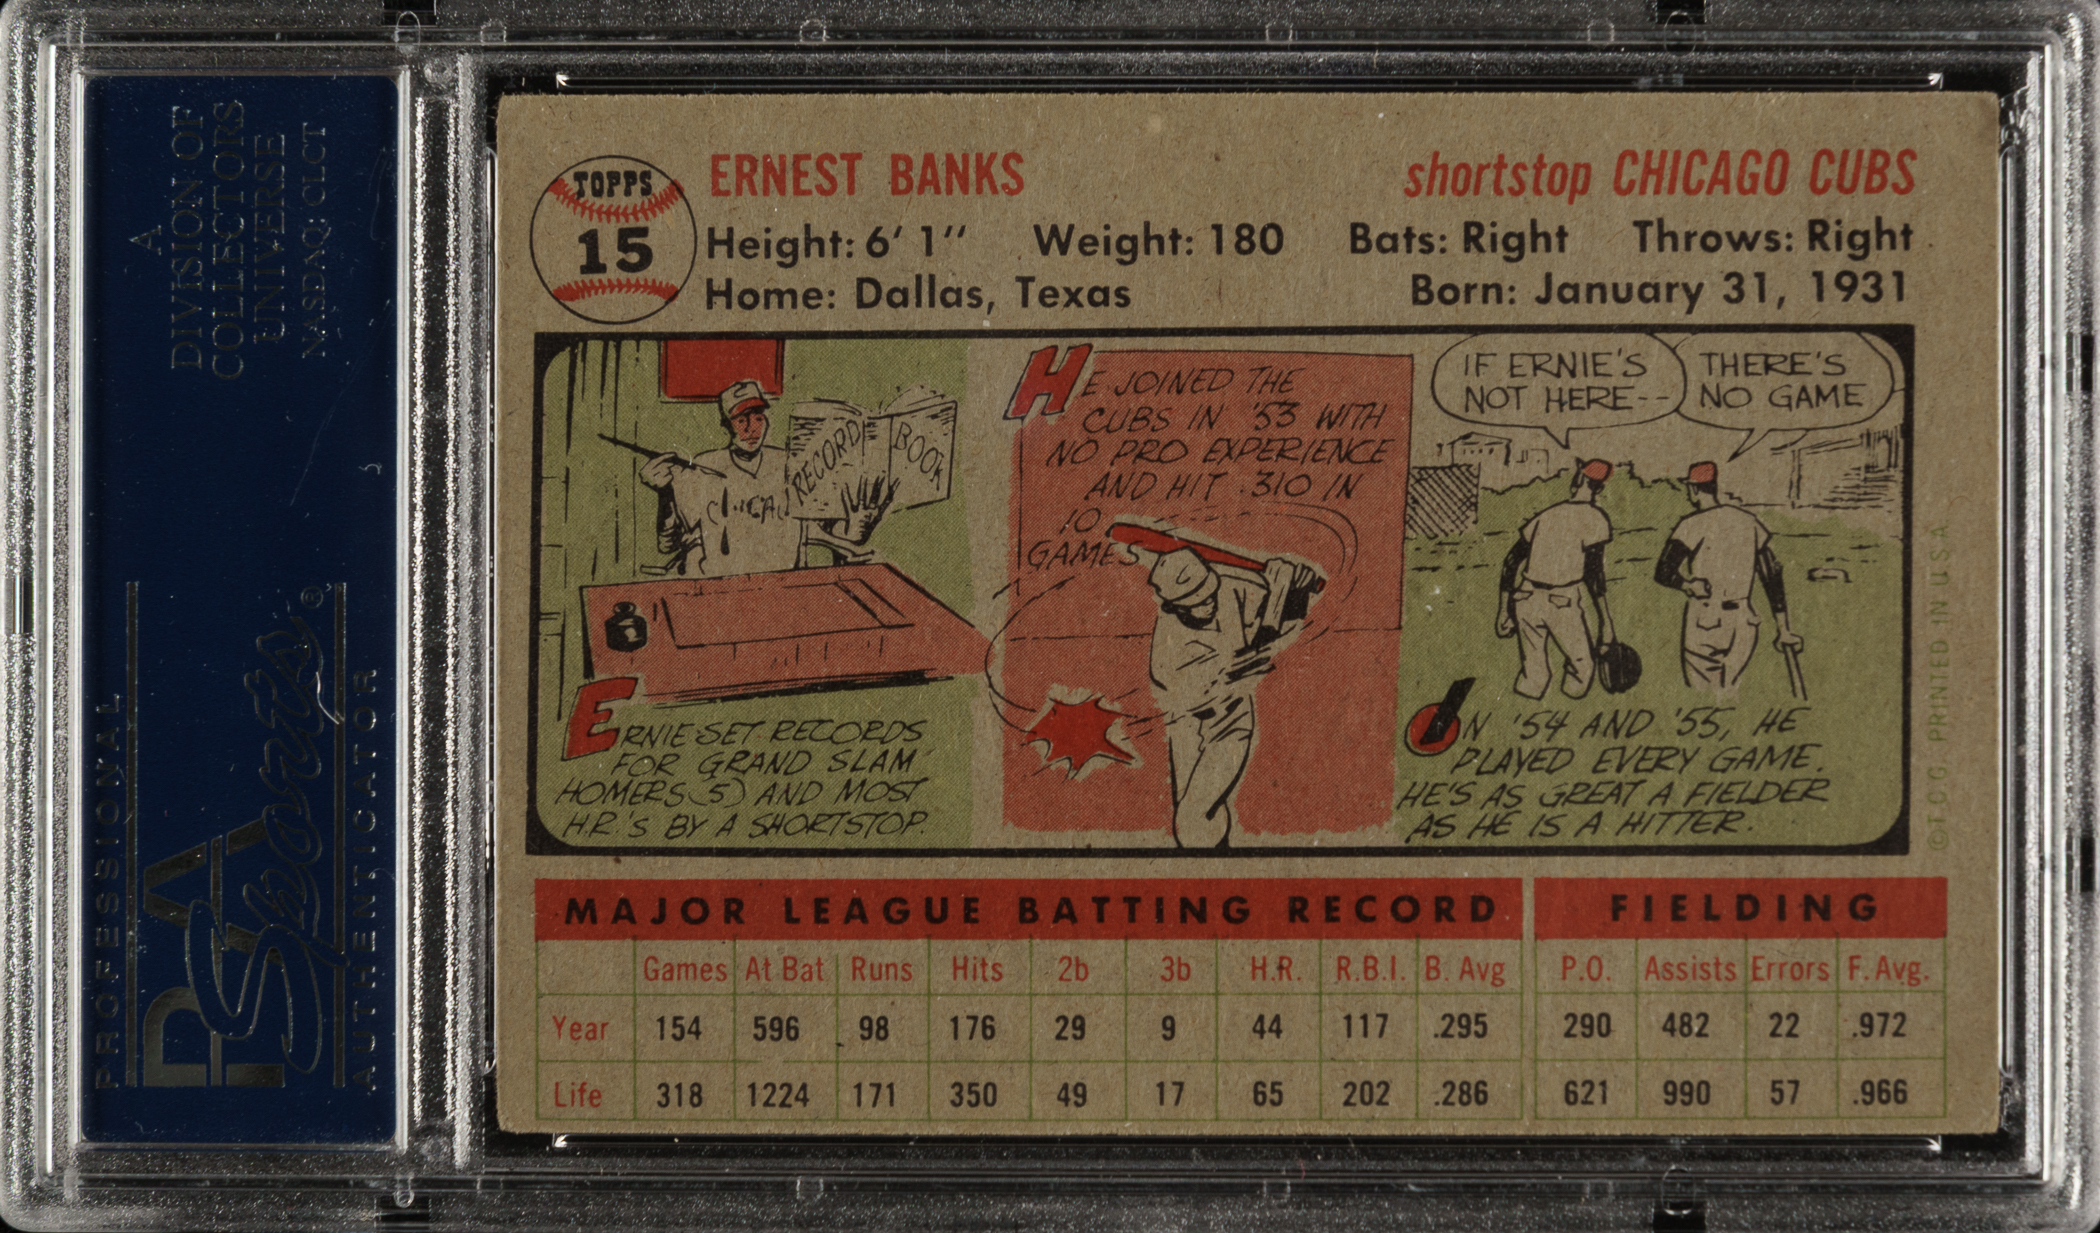 A
DIVISION OF
COLLECTORS
UNIVERSE
NASDAQ: CLCT
PROFESSIONAL
PSA
Sports®
AUTHENTICATOR
TOPPS
15
ERNEST BANKS
shortstop CHICAGO CUBS
Height: 6' 1" Weight: 180 Bats: Right Throws: Right
Home: Dallas, Texas Born: January 31, 1931
RECORD BOOK
CHICA
ERNIE SET RECORDS
FOR GRAND SLAM
HOMERS (5) AND MOST
H.R.'S BY A SHORTSTOP.
HE JOINED THE
CUBS IN '53 WITH
NO PRO EXPERIENCE
AND HIT .310 IN
10
GAMES
IF ERNIE'S
NOT HERE--
THERE'S
NO GAME
IN '54 AND '55, HE
PLAYED EVERY GAME.
HE'S AS GREAT A FIELDER
AS HE IS A HITTER.
©T.C.G. PRINTED IN U.S.A.
MAJOR LEAGUE BATTING RECORD FIELDING
Games At Bat Runs Hits 2b 3b H.R. R.B.I. B. Avg P.O. Assists Errors F. Avg.
Year 154 596 98 176 29 9 44 117 .295 290 482 22 .972
Life 318 1224 171 350 49 17 65 202 .286 621 990 57 .966